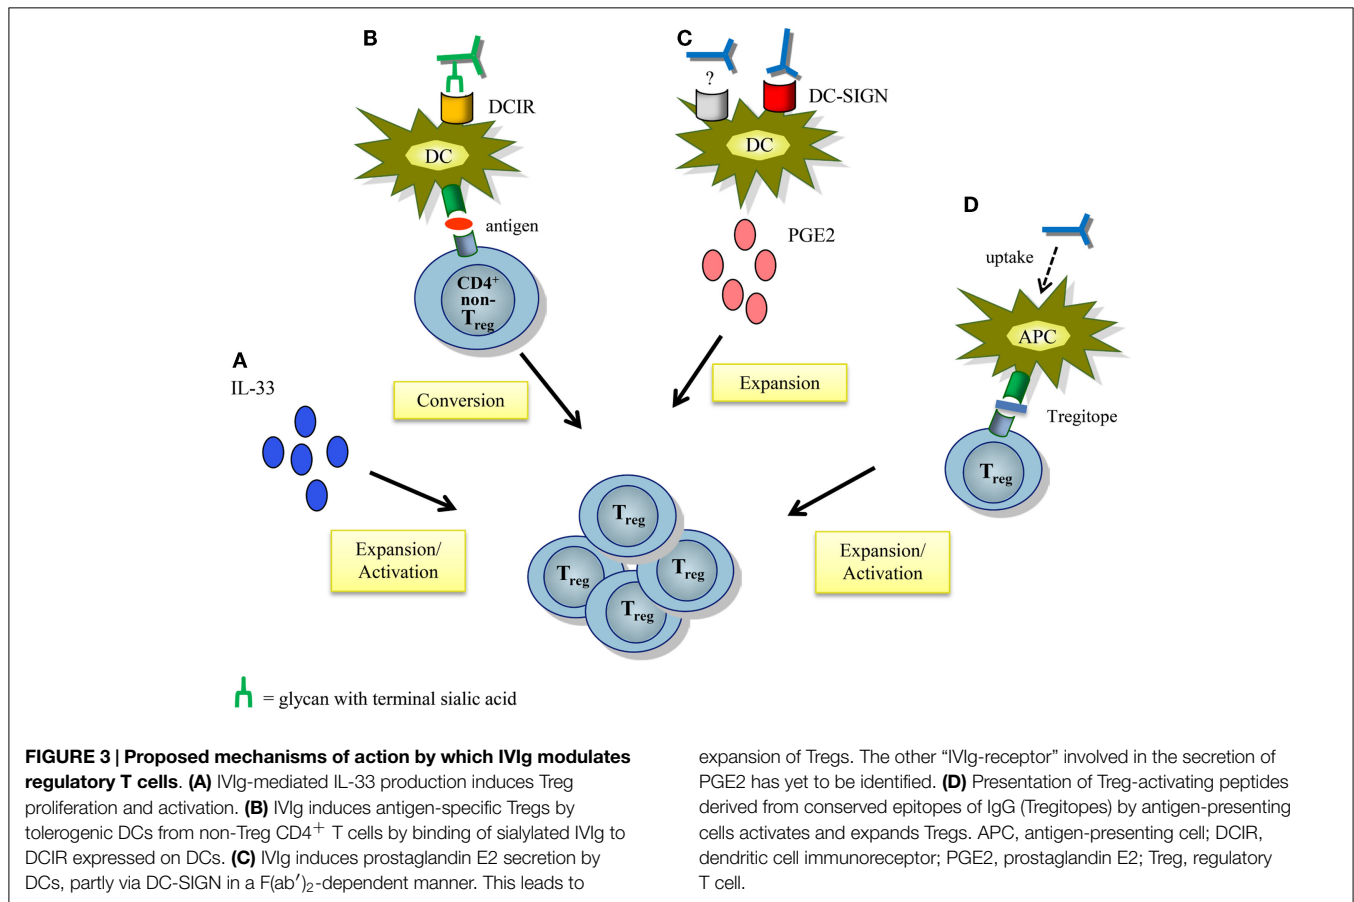 B
DCIR
DC
antigen
CD4⁺
non-
Treg
C
?
DC-SIGN
DC
PGE2
D
uptake
APC
Tregitope
Treg
A
IL-33
Conversion
Expansion
Expansion/
Activation
Expansion/
Activation
Treg
Treg
Treg
Treg
= glycan with terminal sialic acid
FIGURE 3 | Proposed mechanisms of action by which IVIg modulates
regulatory T cells. (A) IVIg-mediated IL-33 production induces Treg
proliferation and activation. (B) IVIg induces antigen-specific Tregs by
tolerogenic DCs from non-Treg CD4⁺ T cells by binding of sialylated IVIg to
DCIR expressed on DCs. (C) IVIg induces prostaglandin E2 secretion by
DCs, partly via DC-SIGN in a F(ab′)₂-dependent manner. This leads to
expansion of Tregs. The other “IVIg-receptor” involved in the secretion of
PGE2 has yet to be identified. (D) Presentation of Treg-activating peptides
derived from conserved epitopes of IgG (Tregitopes) by antigen-presenting
cells activates and expands Tregs. APC, antigen-presenting cell; DCIR,
dendritic cell immunoreceptor; PGE2, prostaglandin E2; Treg, regulatory
T cell.